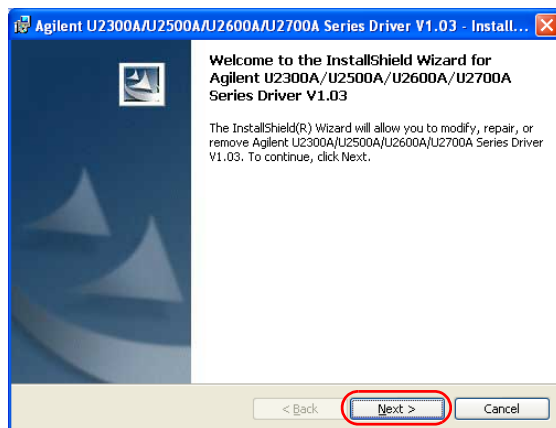 Agilent U2300A/U2500A/U2600A/U2700A Series Driver V1.03 - Install...
Welcome to the InstallShield Wizard for
Agilent U2300A/U2500A/U2600A/U2700A
Series Driver V1.03
The InstallShield(R) Wizard will allow you to modify, repair, or
remove Agilent U2300A/U2500A/U2600A/U2700A Series Driver
V1.03. To continue, click Next.
< Back
Next >
Cancel